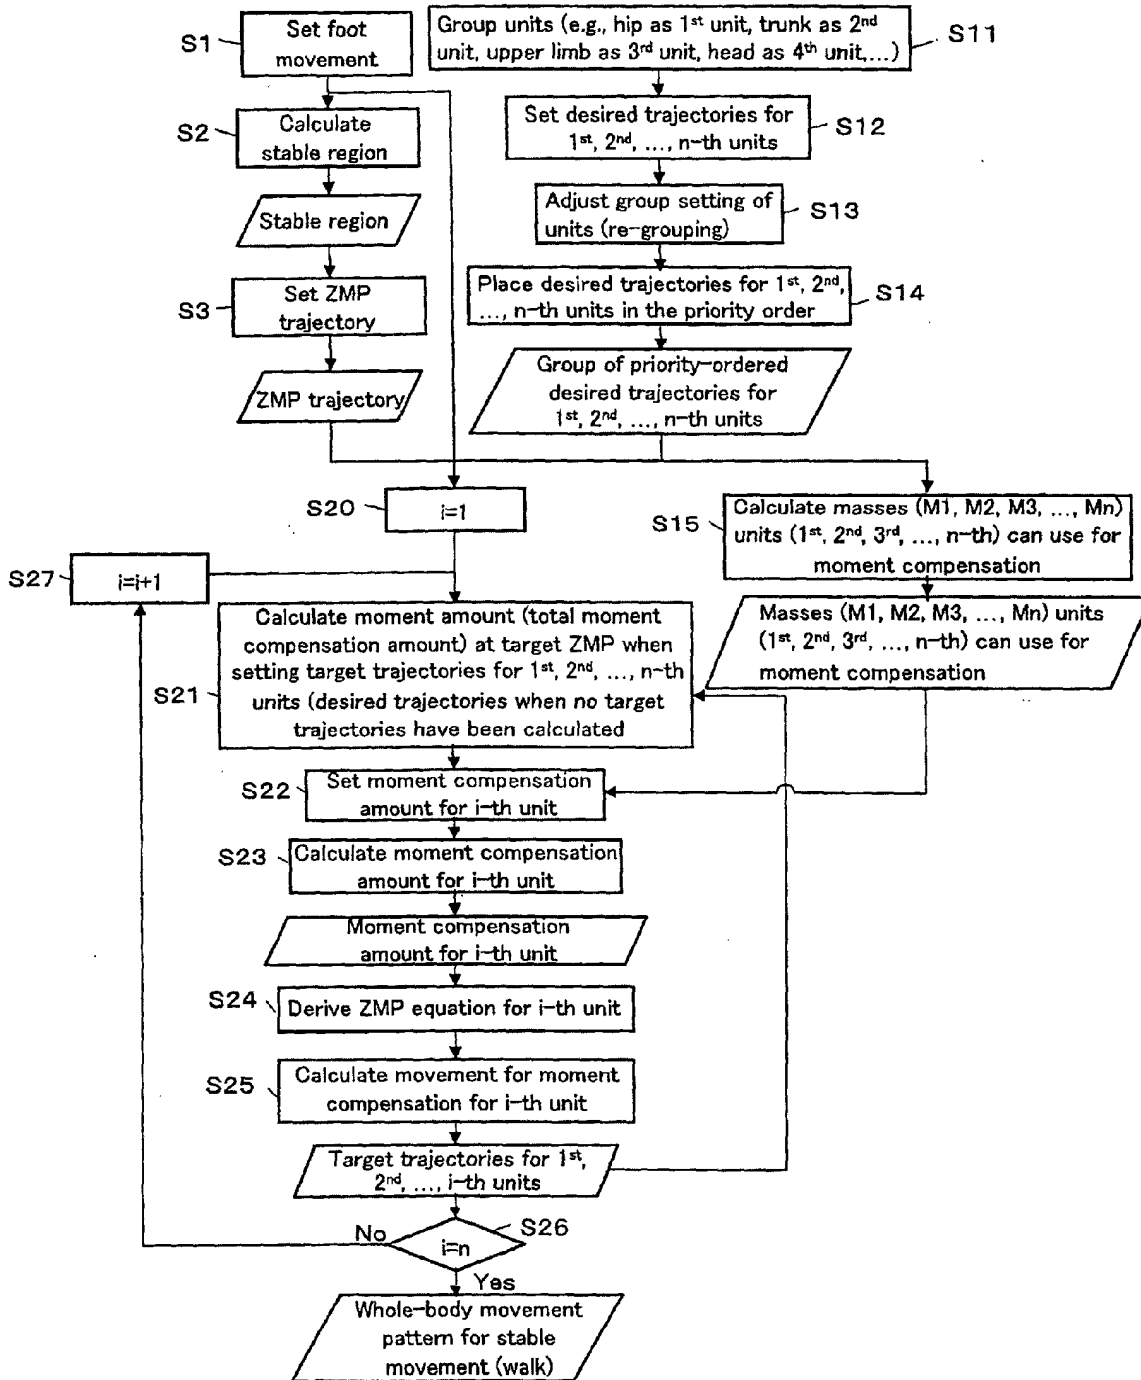 S1
Set foot
movement
Group units (e.g., hip as 1st unit, trunk as 2nd
unit, upper limb as 3rd unit, head as 4th unit,...)
S11
S2
Calculate
stable region
Set desired trajectories for
1st, 2nd, ..., n-th units
S12
Stable region
Adjust group setting of
units (re-grouping)
S13
S3
Set ZMP
trajectory
Place desired trajectories for 1st, 2nd,
..., n-th units in the priority order
S14
ZMP trajectory
Group of priority-ordered
desired trajectories for
1st, 2nd, ..., n-th units
S20
i=1
S15
Calculate masses (M1, M2, M3, ..., Mn)
units (1st, 2nd, 3rd, ..., n-th) can use for
moment compensation
S27
i=i+1
Masses (M1, M2, M3, ..., Mn) units
(1st, 2nd, 3rd, ..., n-th) can use for
moment compensation
S21
Calculate moment amount (total moment
compensation amount) at target ZMP when
setting target trajectories for 1st, 2nd, ..., n-th
units (desired trajectories when no target
trajectories have been calculated
S22
Set moment compensation
amount for i-th unit
S23
Calculate moment compensation
amount for i-th unit
Moment compensation
amount for i-th unit
S24
Derive ZMP equation for i-th unit
S25
Calculate movement for moment
compensation for i-th unit
Target trajectories for 1st,
2nd, ..., i-th units
No
i=n
S26
Yes
Whole-body movement
pattern for stable
movement (walk)